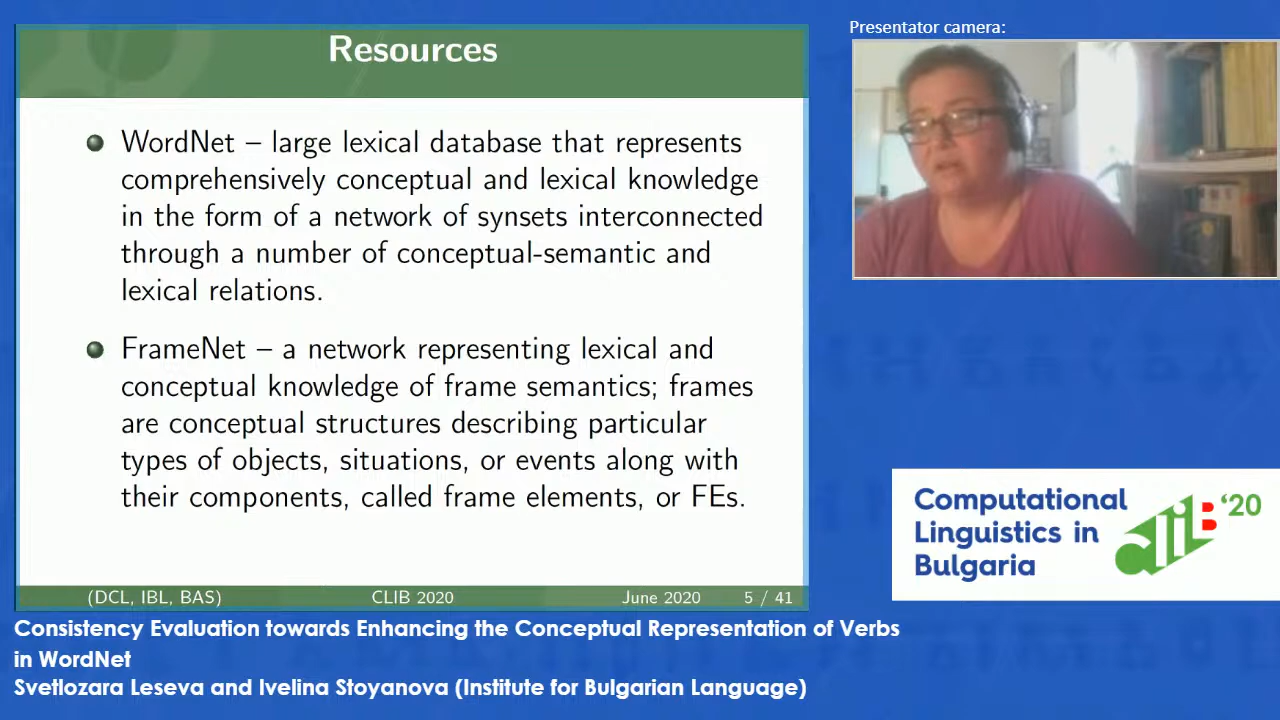 Resources
WordNet – large lexical database that represents
comprehensively conceptual and lexical knowledge
in the form of a network of synsets interconnected
through a number of conceptual-semantic and
lexical relations.
FrameNet – a network representing lexical and
conceptual knowledge of frame semantics; frames
are conceptual structures describing particular
types of objects, situations, or events along with
their components, called frame elements, or FEs.
(DCL, IBL, BAS) CLIB 2020 June 2020 5 / 41
Presentator camera:
Computational
Linguistics in
Bulgaria
CLIB '20
Consistency Evaluation towards Enhancing the Conceptual Representation of Verbs
in WordNet
Svetlozara Leseva and Ivelina Stoyanova (Institute for Bulgarian Language)